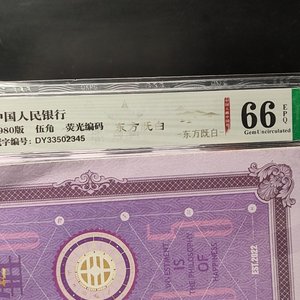 中国人民银行
1980版 伍角 荧光编码
冠字编号: DY33502345
东方既白
东方既白
66 EPQ
Gem Uncirculated
INVESTMENT
IS
THE PHILOSOPHY
OF
HAPPINESS
EST.2022